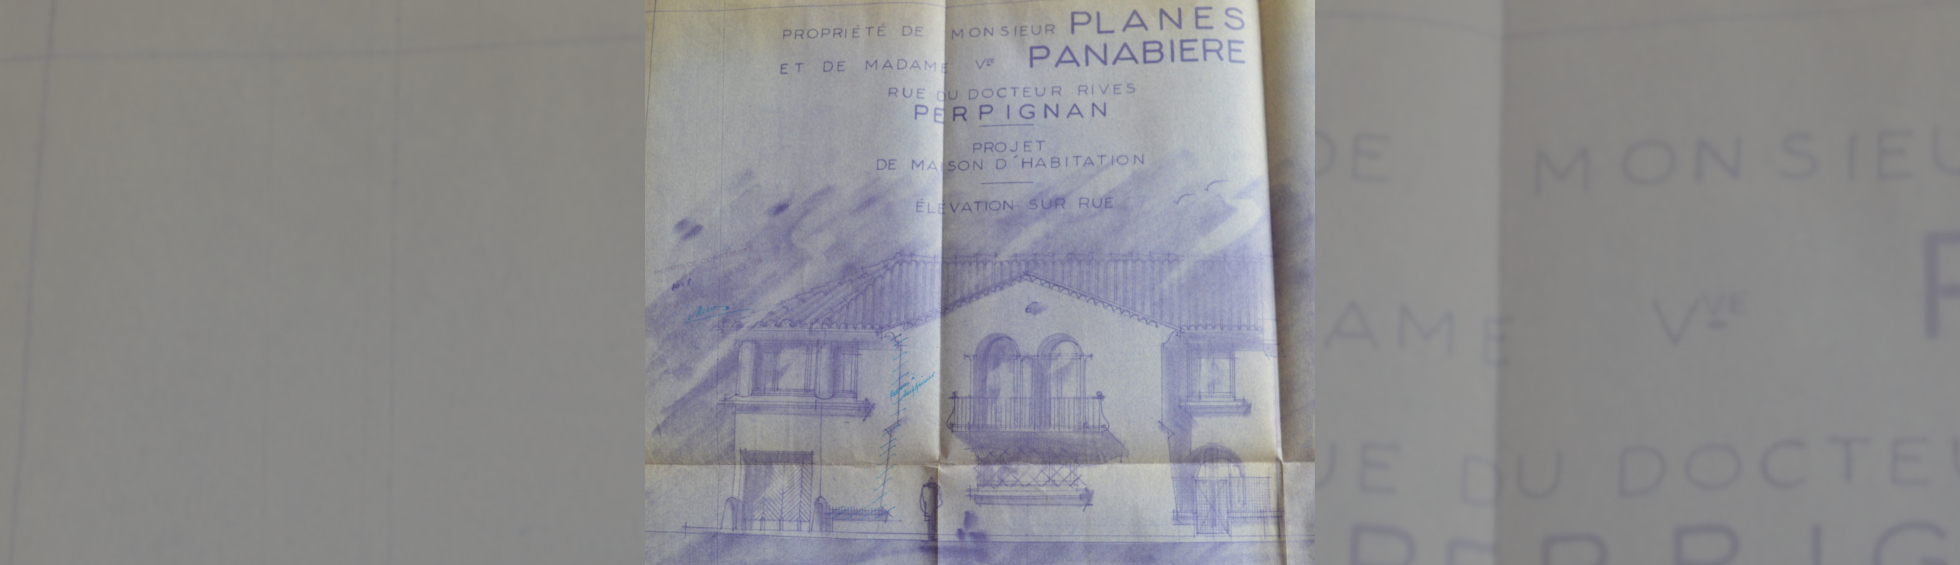 PROPRIÉTÉ DE MONSIEUR PLANES
ET DE MADAME Vve PANABIERE
RUE DU DOCTEUR RIVES
PERPIGNAN
PROJET
DE MAISON D'HABITATION
ÉLÉVATION SUR RUE